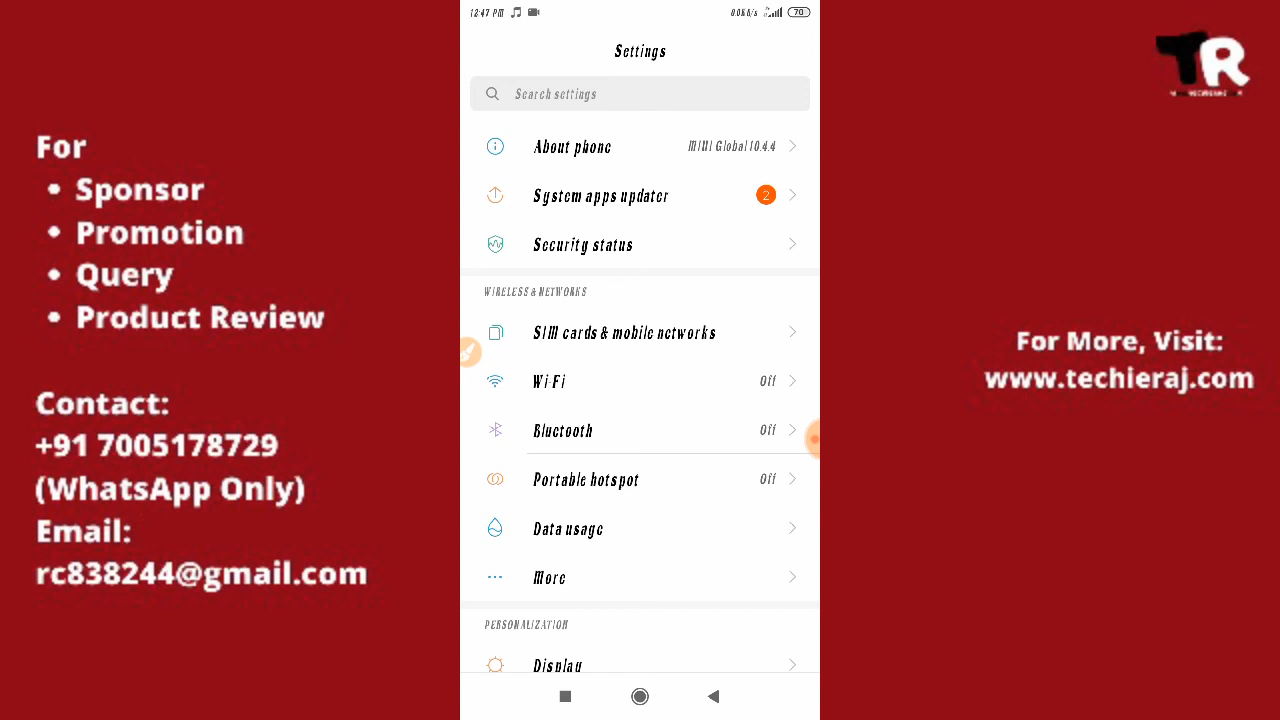 For
• Sponsor
• Promotion
• Query
• Product Review
Contact:
+91 7005178729
(WhatsApp Only)
Email:
rc838244@gmail.com
12:47 PM
0.0KB/s
70
Settings
Search settings
About phone MIUI Global 10.4.4
System apps updater 2
Security status
WIRELESS & NETWORKS
SIM cards & mobile networks
Wi-Fi Off
Bluetooth Off
Portable hotspot Off
Data usage
More
PERSONALIZATION
Display
TR
For More, Visit:
www.techieraj.com